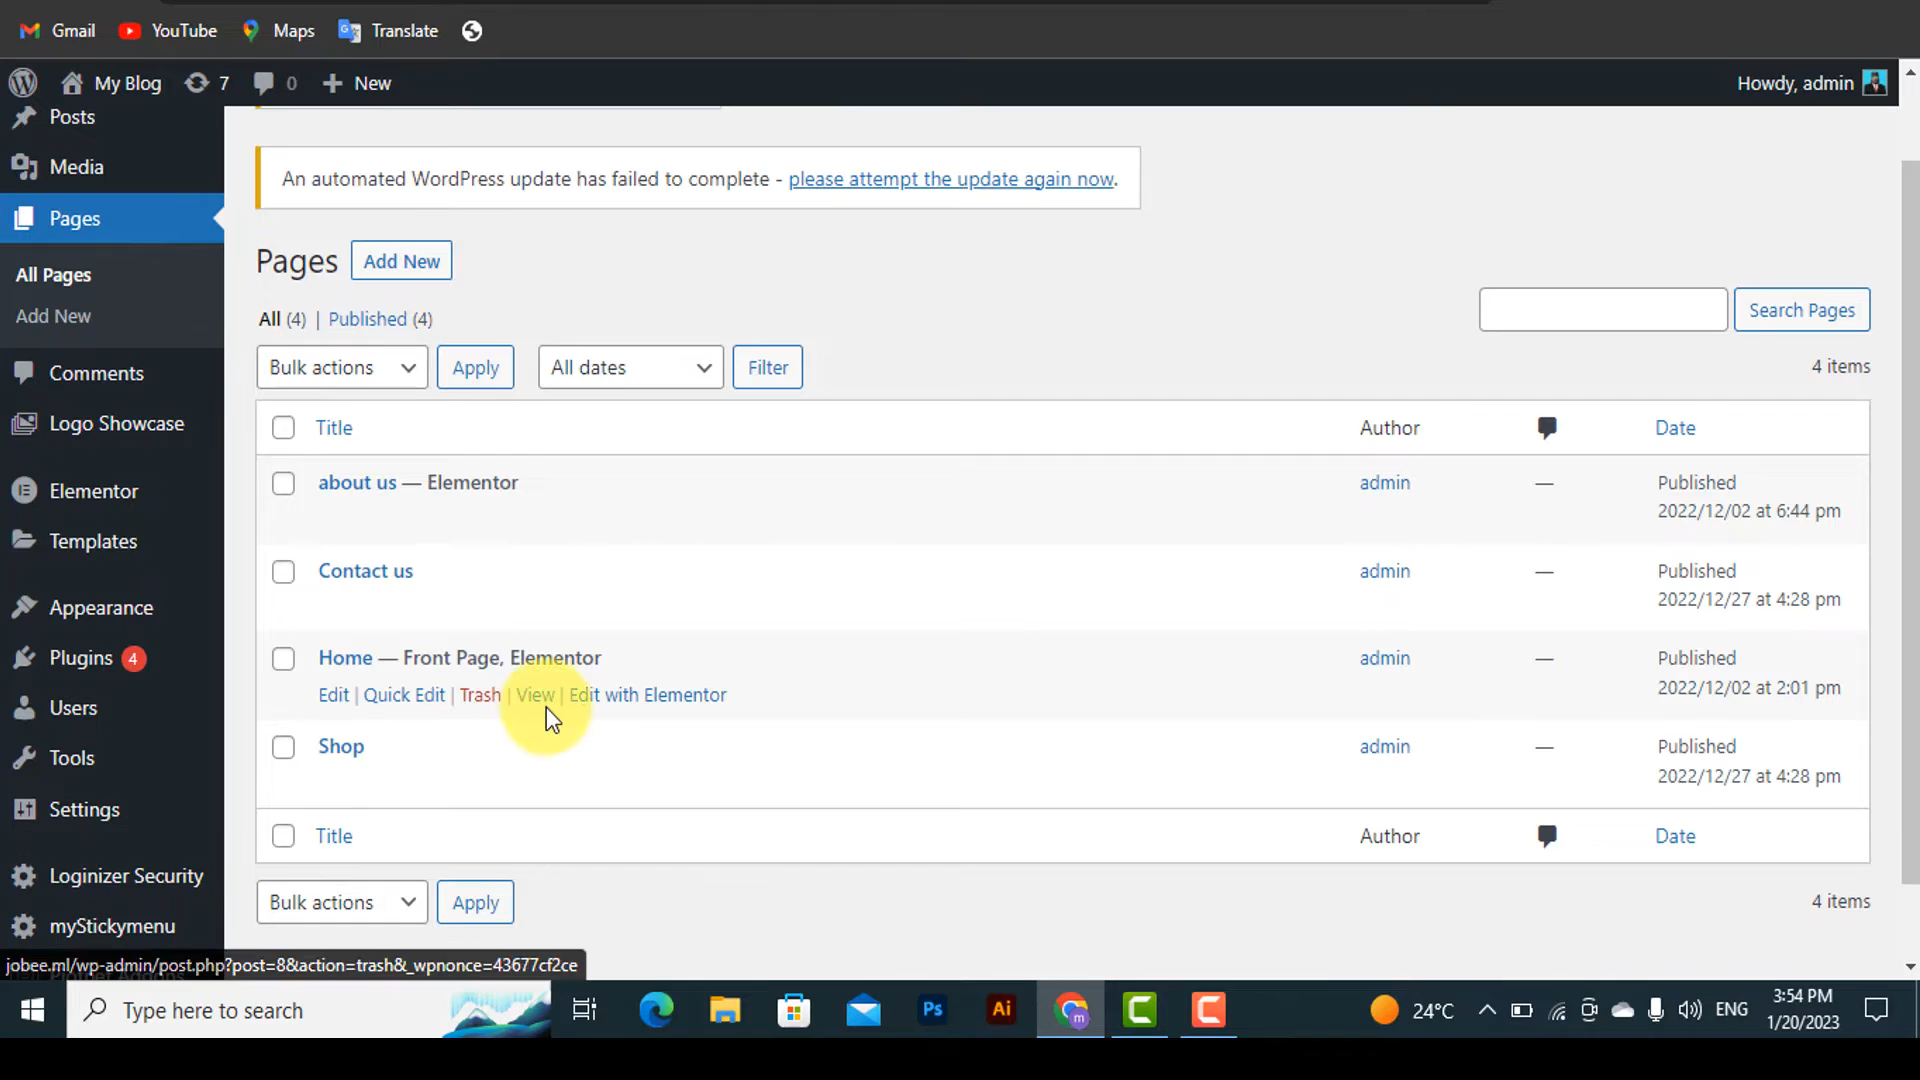 Gmail YouTube Maps Translate
My Blog 7 0 New Howdy, admin
Posts
Media
Pages
All Pages
Add New
Comments
Logo Showcase
Elementor
Templates
Appearance
Plugins 4
Users
Tools
Settings
Loginizer Security
myStickymenu
An automated WordPress update has failed to complete - please attempt the update again now.
Pages Add New
Search Pages
All (4) | Published (4)
Bulk actions Apply All dates Filter 4 items
Title Author Date
about us — Elementor admin — Published
2022/12/02 at 6:44 pm
Contact us admin — Published
2022/12/27 at 4:28 pm
Home — Front Page, Elementor admin — Published
Edit | Quick Edit | Trash | View | Edit with Elementor 2022/12/02 at 2:01 pm
Shop admin — Published
2022/12/27 at 4:28 pm
Title Author Date
Bulk actions Apply 4 items
jobee.ml/wp-admin/post.php?post=8&action=trash&_wpnonce=43677cf2ce
Type here to search Ps Ai m 24°C ENG 3:54 PM
1/20/2023